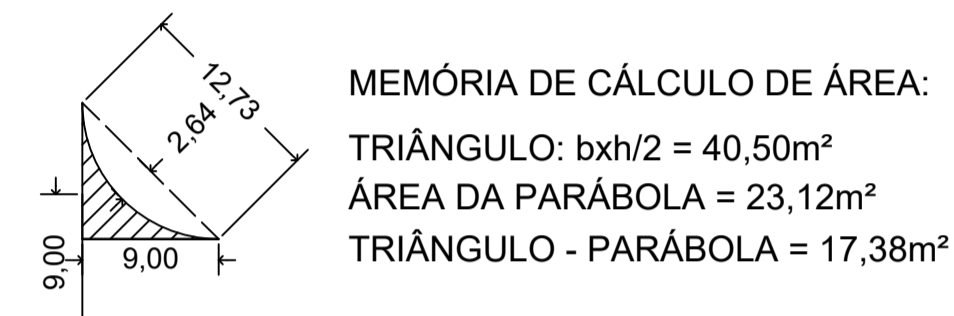 12,73
2,64
9,00
9,00
MEMÓRIA DE CÁLCULO DE ÁREA:
TRIÂNGULO: bxh/2 = 40,50m²
ÁREA DA PARÁBOLA = 23,12m²
TRIÂNGULO - PARÁBOLA = 17,38m²